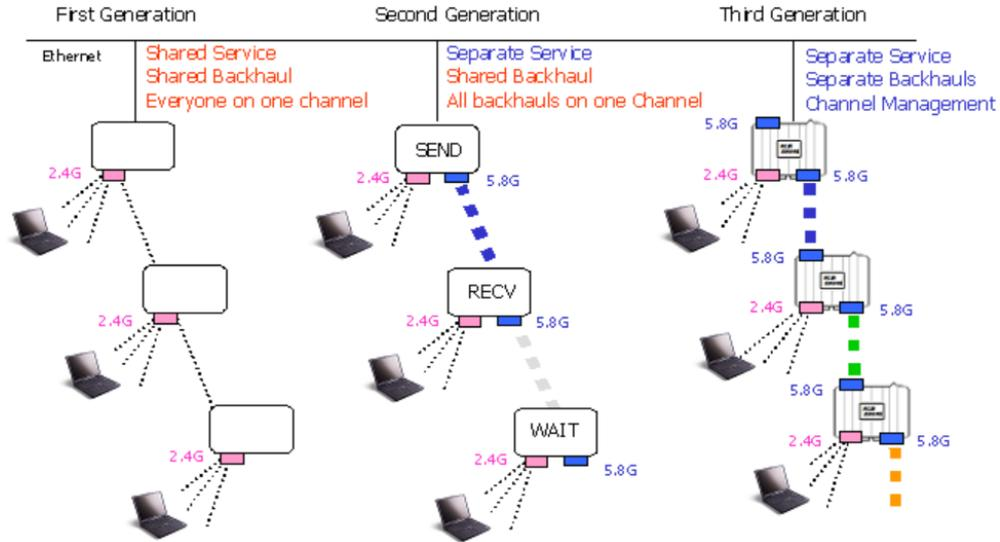 First Generation
Second Generation
Third Generation
Ethernet
Shared Service
Shared Backhaul
Everyone on one channel
Separate Service
Shared Backhaul
All backhauls on one Channel
Separate Service
Separate Backhauls
Channel Management
2.4G
2.4G
2.4G
SEND
2.4G
5.8G
RECV
2.4G
5.8G
WAIT
2.4G
5.8G
5.8G
2.4G
5.8G
5.8G
2.4G
5.8G
5.8G
2.4G
5.8G